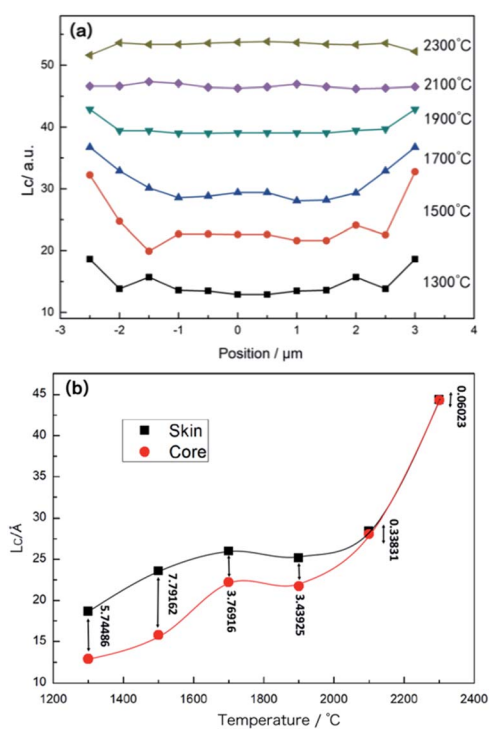 (a)
Lc/ a.u.
50
40
30
20
10
2300°C
2100°C
1900°C
1700°C
1500°C
1300°C
-3 -2 -1 0 1 2 3 4
Position / μm
(b)
Skin
Core
Lc/Å
45
40
35
30
25
20
15
10
5.74486
7.79162
3.76916
3.43925
0.33831
0.06023
1200 1400 1600 1800 2000 2200 2400
Temperature / °C